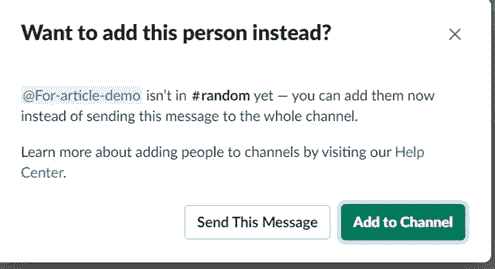 Want to add this person instead?
@For-article-demo isn't in #random yet — you can add them now
instead of sending this message to the whole channel.
Learn more about adding people to channels by visiting our Help
Center.
Send This Message
Add to Channel